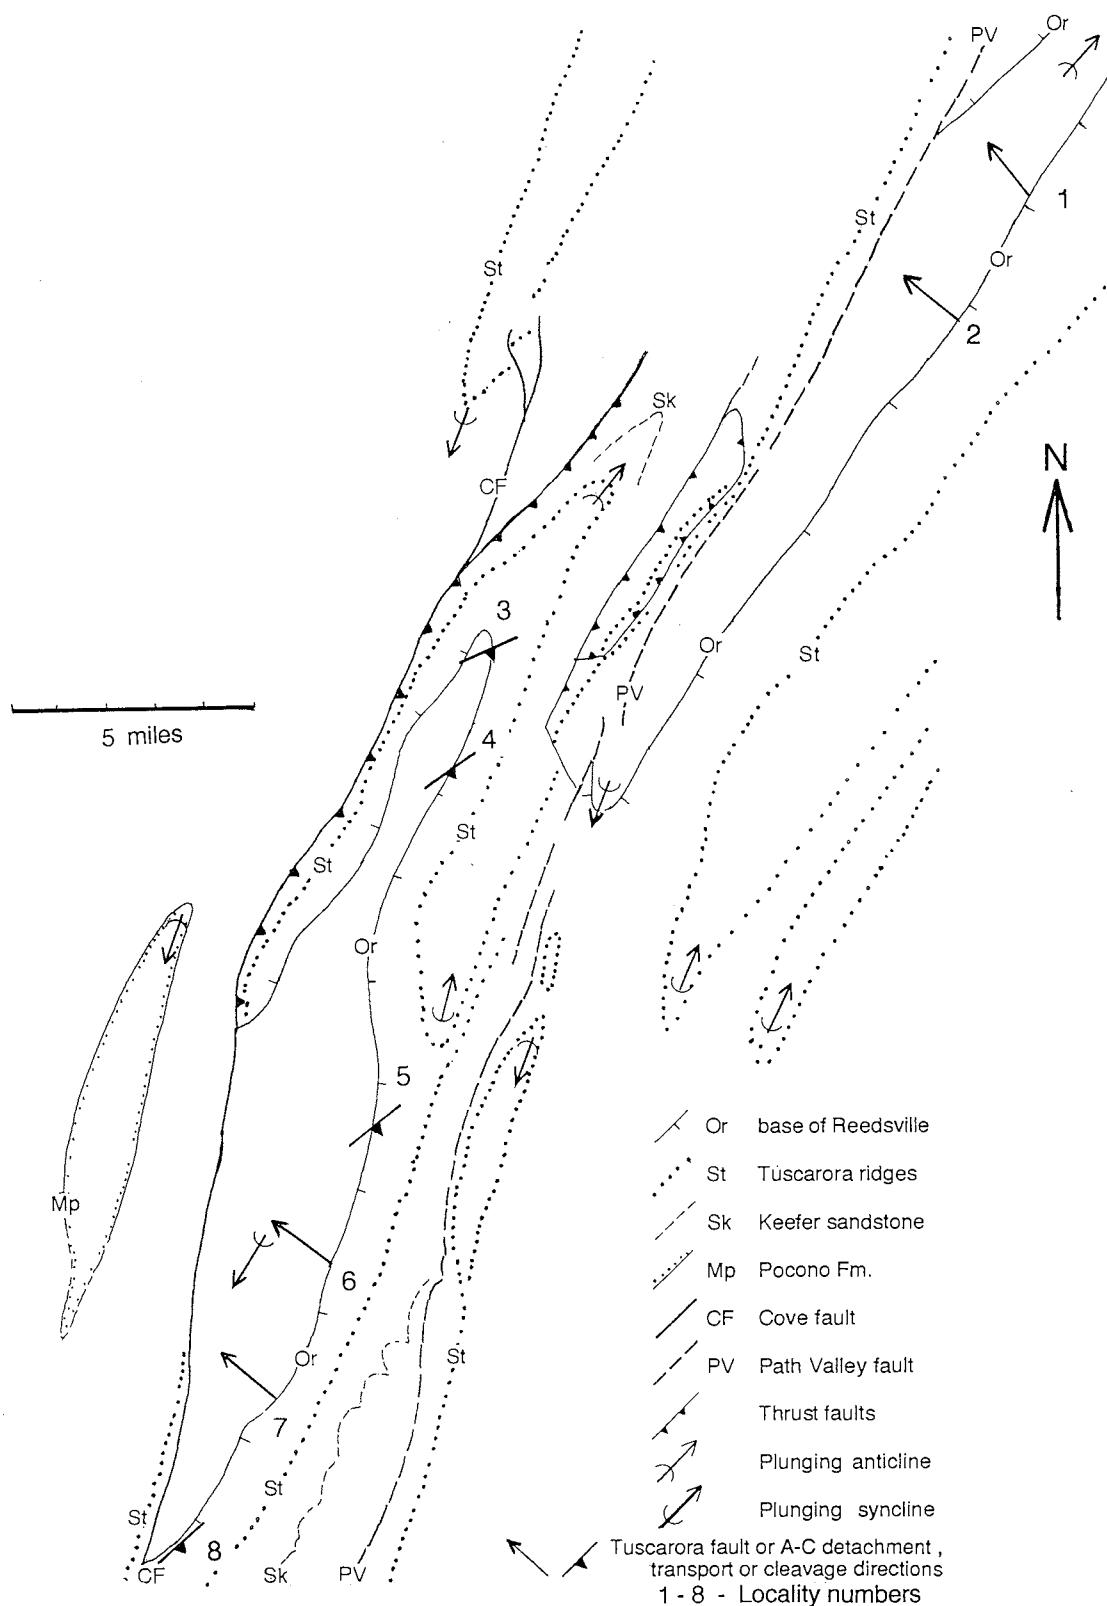 Or
PV
1
St
Or
St
2
Sk
N
CF
3
Or
St
PV
5 miles
4
St
St
Or
5
Or base of Reedsville
St Tuscarora ridges
Mp
Sk Keefer sandstone
Mp Pocono Fm.
6
CF Cove fault
Or
St
PV Path Valley fault
7
Thrust faults
Plunging anticline
St
St
Plunging syncline
8
Tuscarora fault or A-C detachment,
transport or cleavage directions
CF
Sk
PV
1 - 8 - Locality numbers